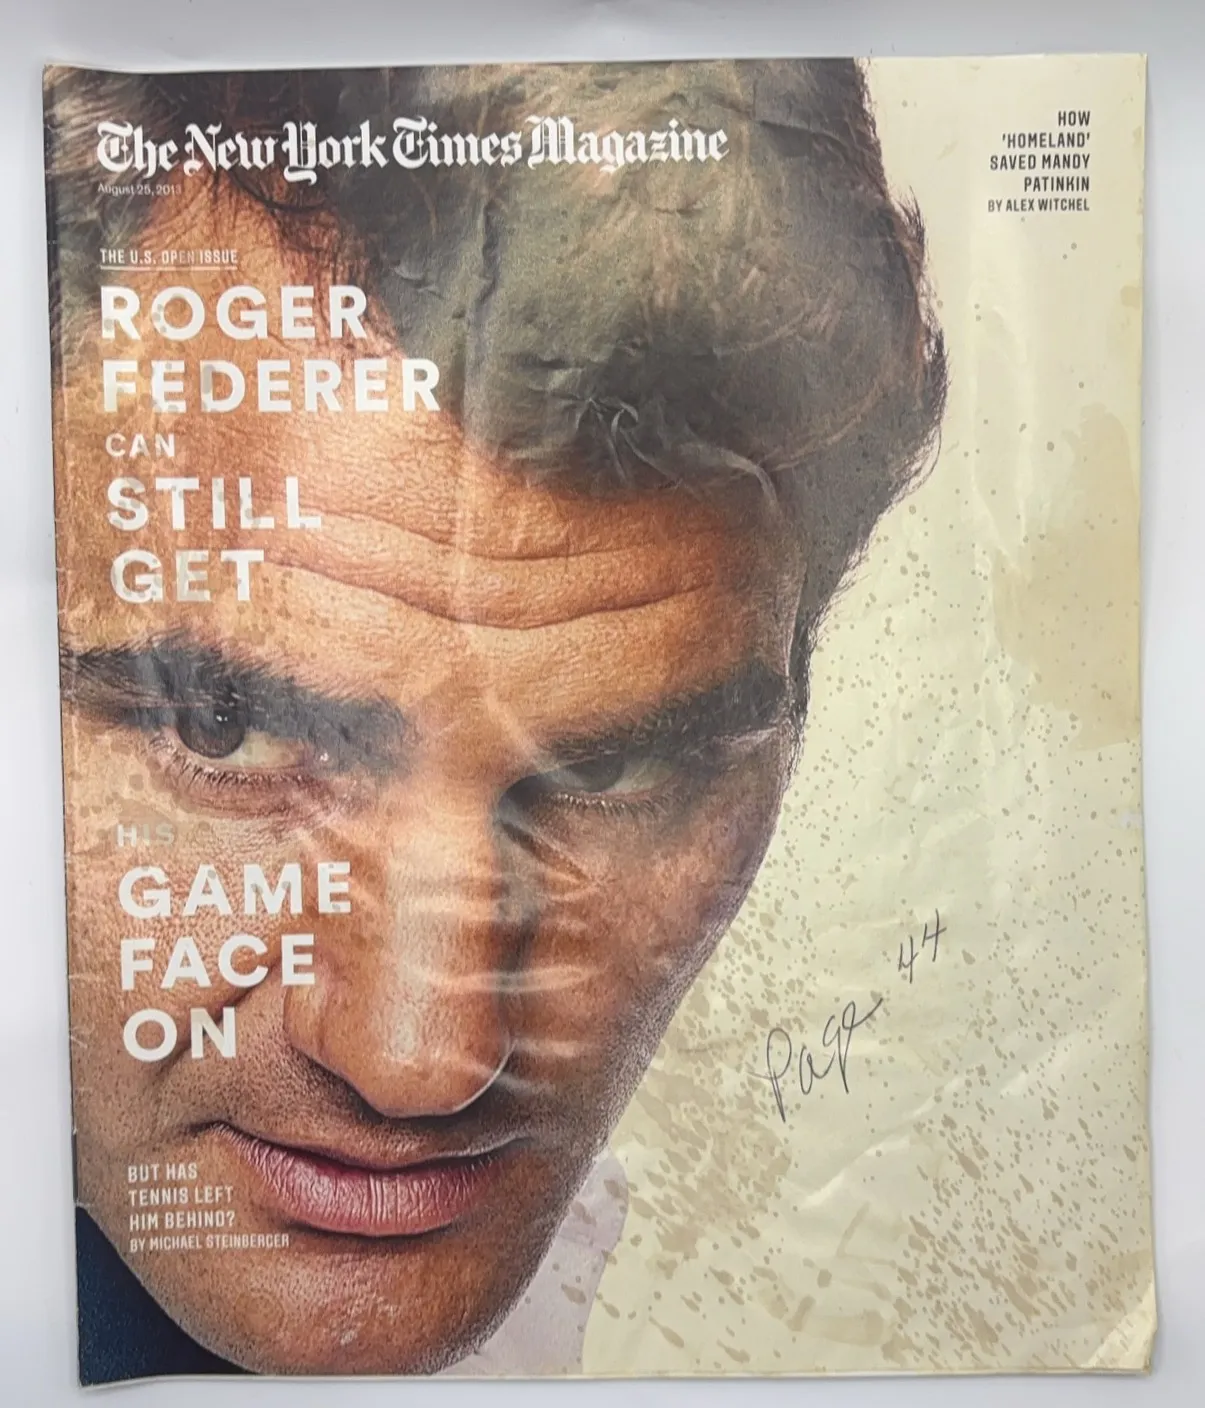 The New York Times Magazine
August 25, 2013
HOW
'HOMELAND'
SAVED MANDY
PATINKIN
BY ALEX WITCHEL
THE U.S. OPEN ISSUE
ROGER
FEDERER
CAN
STILL
GET
HIS
GAME
FACE
ON
BUT HAS
TENNIS LEFT
HIM BEHIND?
BY MICHAEL STEINBERGER
Page 44